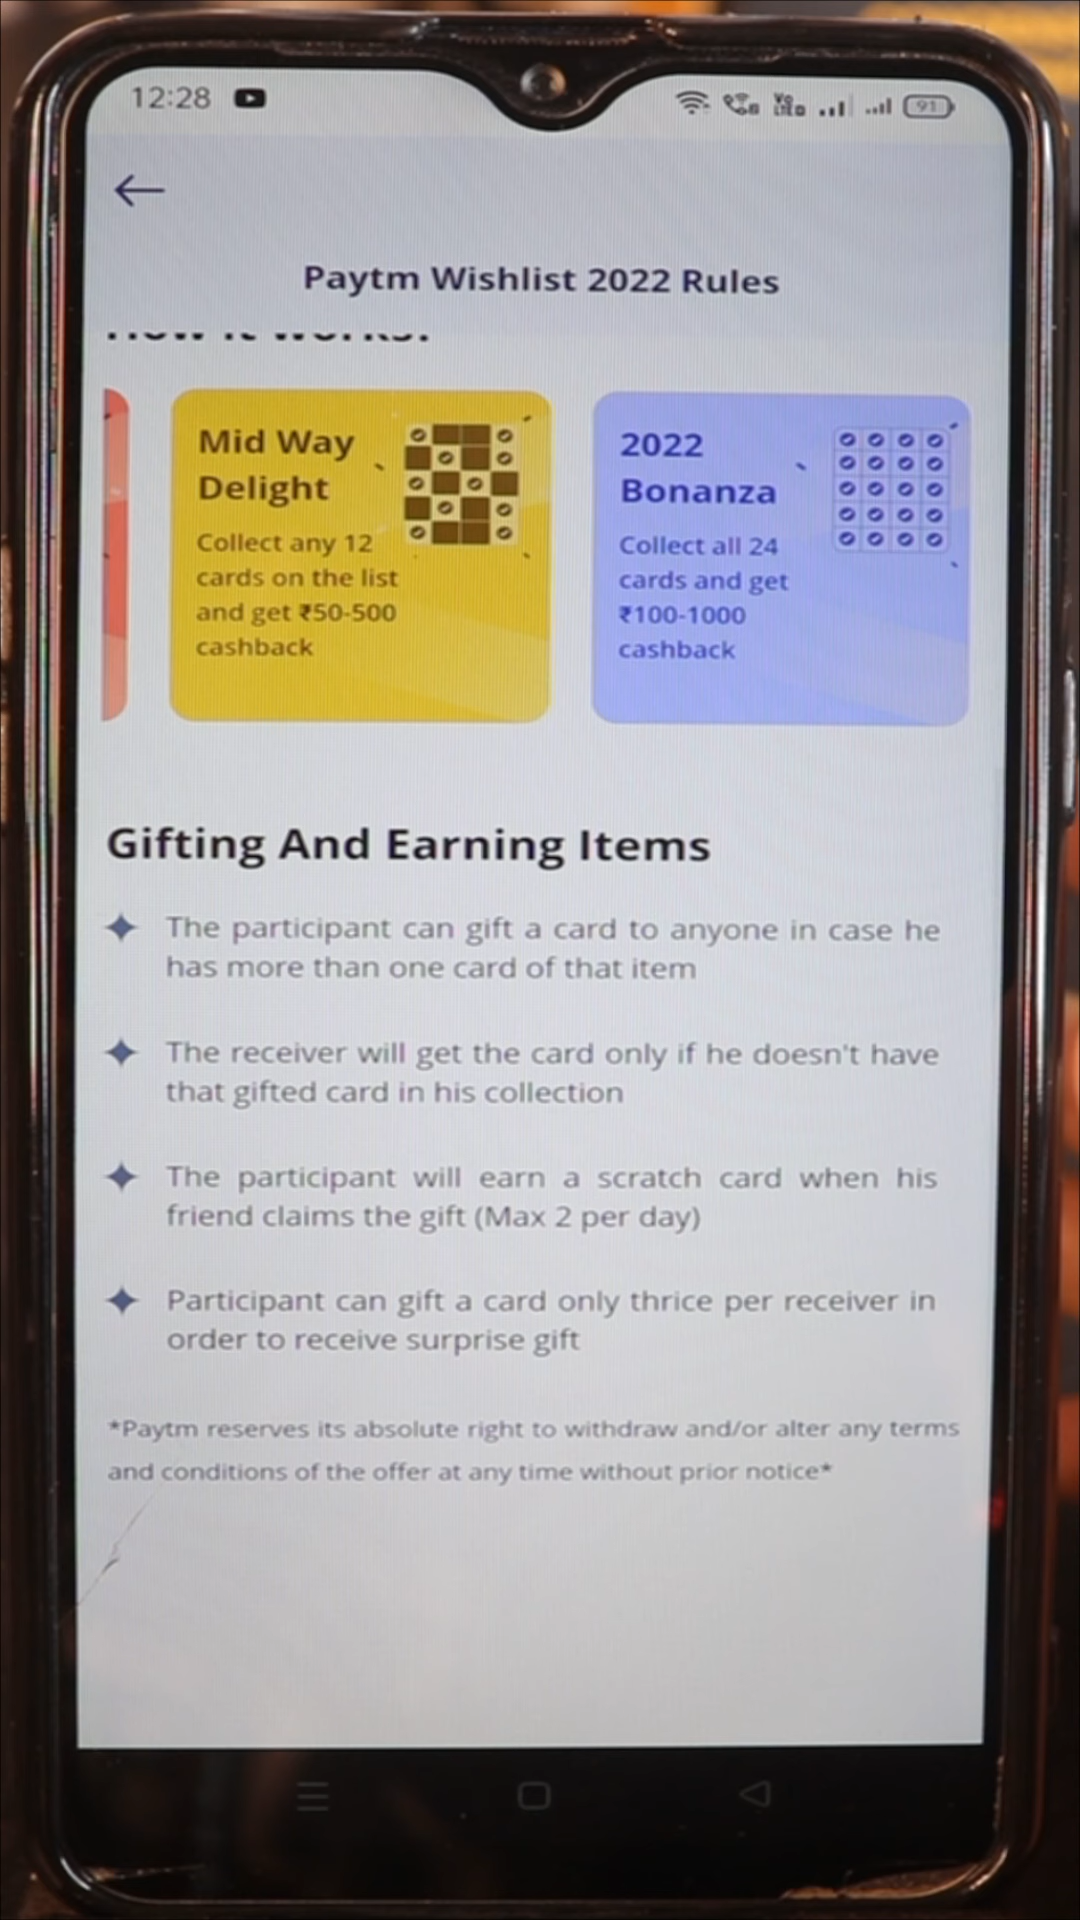 12:28
91
Paytm Wishlist 2022 Rules
How it works?
Mid Way
Delight
Collect any 12
cards on the list
and get ₹50-500
cashback
2022
Bonanza
Collect all 24
cards and get
₹100-1000
cashback
Gifting And Earning Items
The participant can gift a card to anyone in case he
has more than one card of that item
The receiver will get the card only if he doesn't have
that gifted card in his collection
The participant will earn a scratch card when his
friend claims the gift (Max 2 per day)
Participant can gift a card only thrice per receiver in
order to receive surprise gift
*Paytm reserves its absolute right to withdraw and/or alter any terms
and conditions of the offer at any time without prior notice*